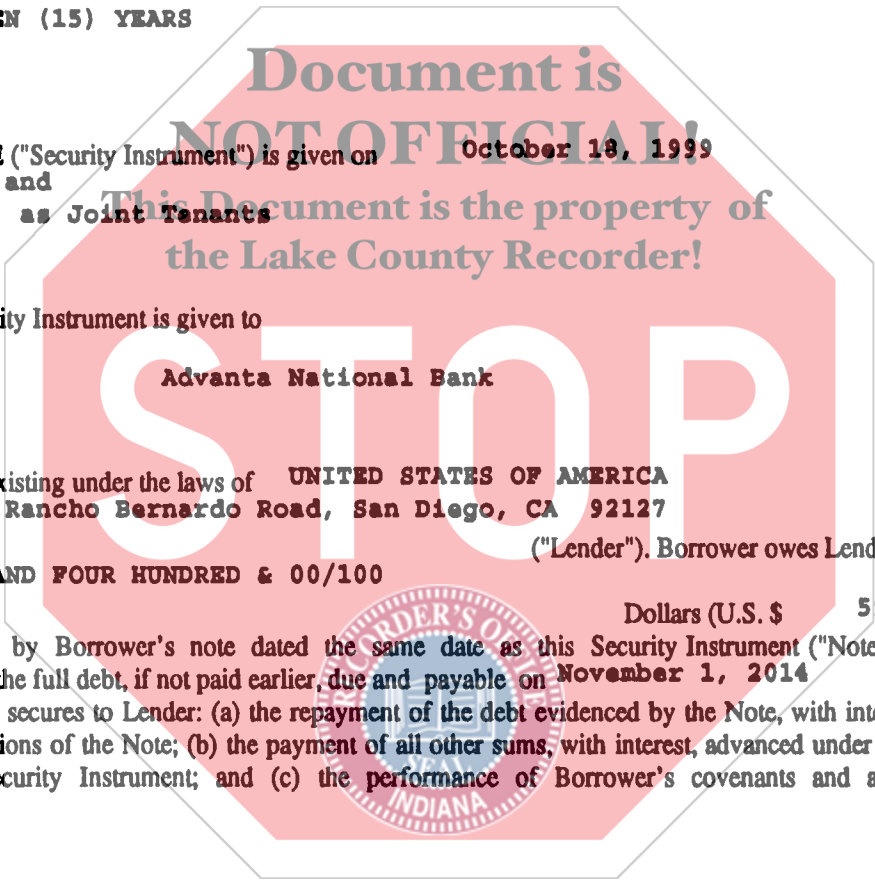 (15) YEARS
Document is
NOT OFFICIAL!
("Security Instrument") is given on October 18, 1999
and
This Document is the property of
as Joint Tenants
the Lake County Recorder!
ity Instrument is given to
STOP
Advanta National Bank
xisting under the laws of UNITED STATES OF AMERICA
Rancho Bernardo Road, San Diego, CA 92127
("Lender"). Borrower owes Lend
AND FOUR HUNDRED & 00/100
Dollars (U.S. $ 5
by Borrower's note dated the same date as this Security Instrument ("Note
the full debt, if not paid earlier, due and payable on November 1, 2014
secures to Lender: (a) the repayment of the debt evidenced by the Note, with inte
ions of the Note; (b) the payment of all other sums, with interest, advanced under
curity Instrument; and (c) the performance of Borrower's covenants and a
RECORDER'S OFFICE
SEAL
INDIANA